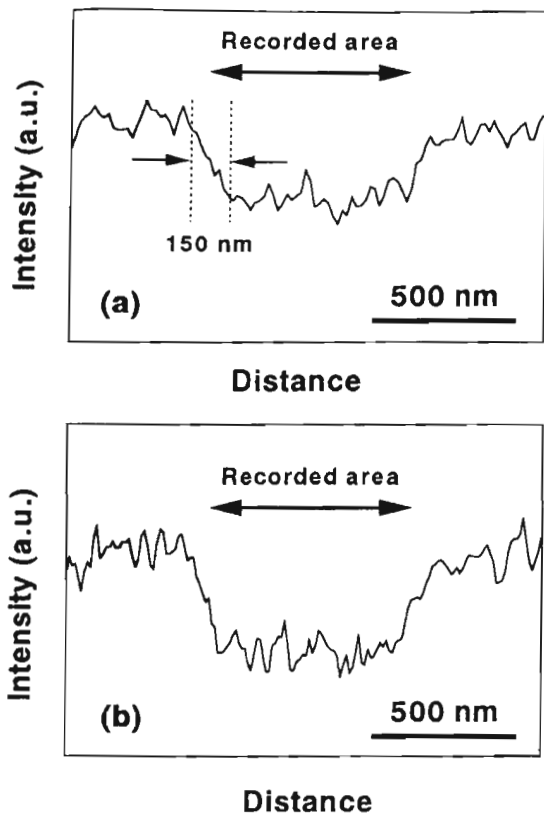 Recorded area
Intensity (a.u.)
150 nm
(a)
500 nm
Distance
Recorded area
Intensity (a.u.)
(b)
500 nm
Distance